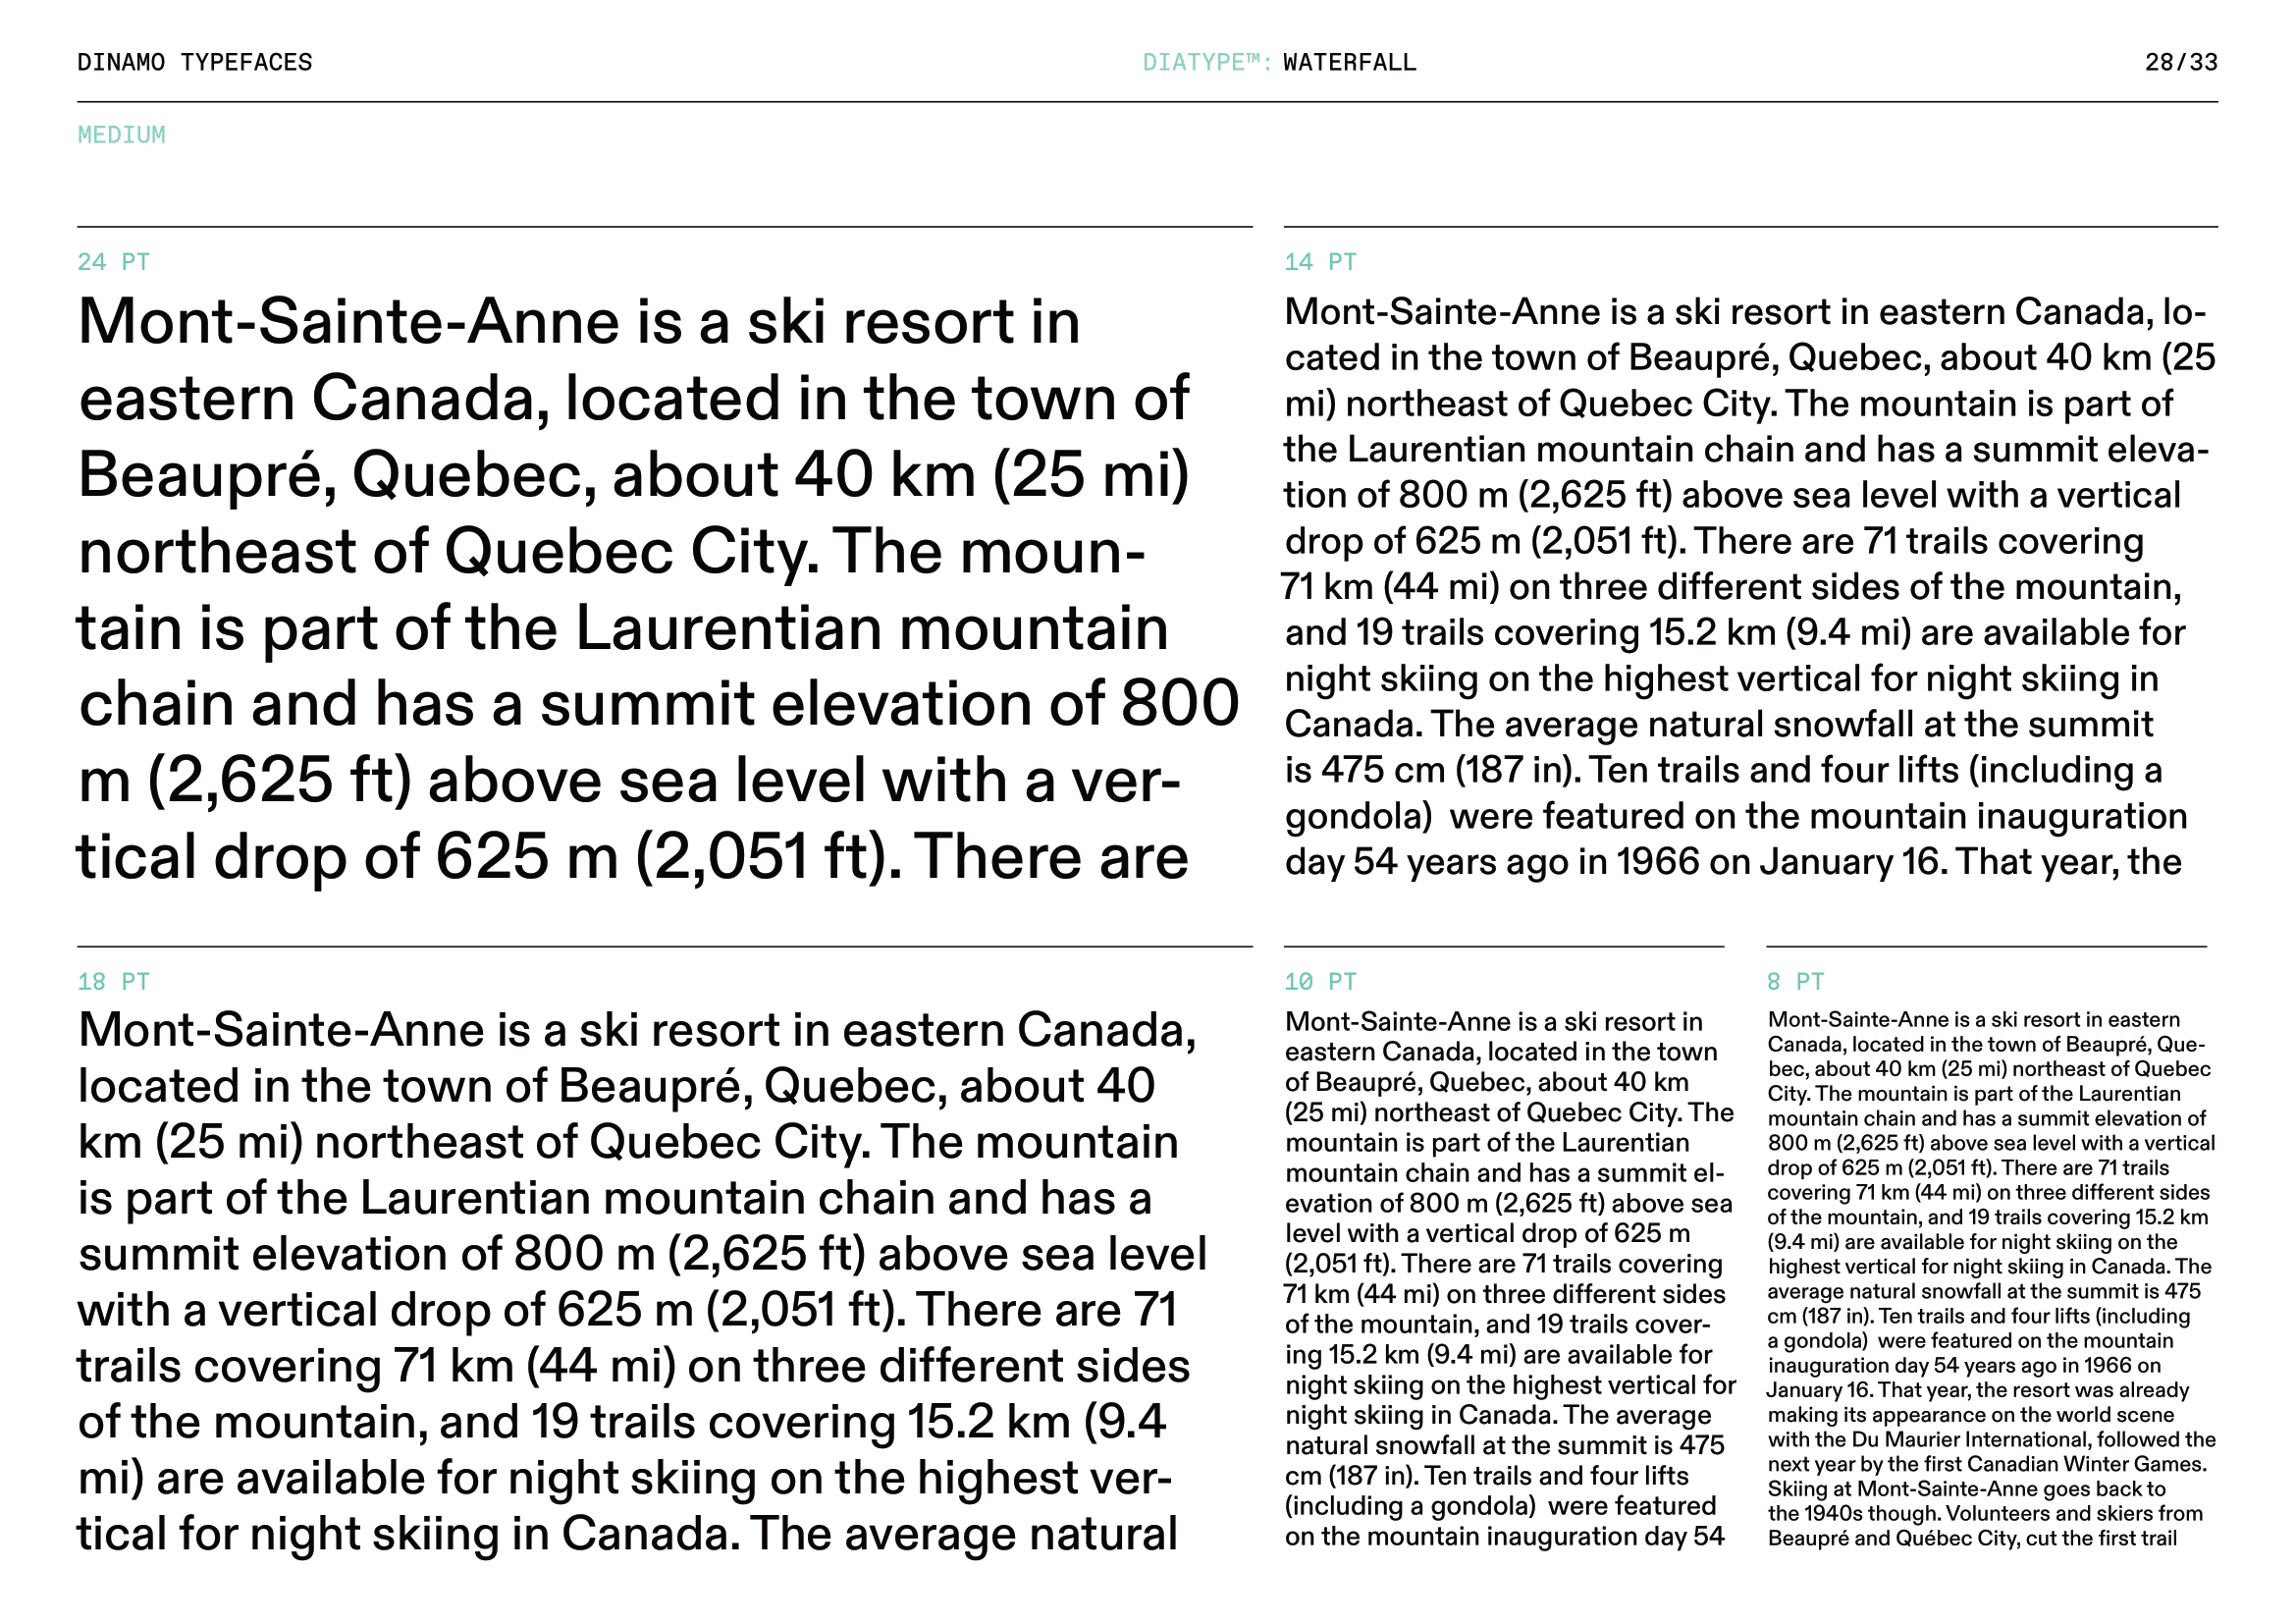 DINAMO TYPEFACES
DIATYPE™: WATERFALL
28/33
MEDIUM
24 PT
Mont-Sainte-Anne is a ski resort in
eastern Canada, located in the town of
Beaupré, Quebec, about 40 km (25 mi)
northeast of Quebec City. The moun-
tain is part of the Laurentian mountain
chain and has a summit elevation of 800
m (2,625 ft) above sea level with a ver-
tical drop of 625 m (2,051 ft). There are
14 PT
Mont-Sainte-Anne is a ski resort in eastern Canada, lo-
cated in the town of Beaupré, Quebec, about 40 km (25
mi) northeast of Quebec City. The mountain is part of
the Laurentian mountain chain and has a summit eleva-
tion of 800 m (2,625 ft) above sea level with a vertical
drop of 625 m (2,051 ft). There are 71 trails covering
71 km (44 mi) on three different sides of the mountain,
and 19 trails covering 15.2 km (9.4 mi) are available for
night skiing on the highest vertical for night skiing in
Canada. The average natural snowfall at the summit
is 475 cm (187 in). Ten trails and four lifts (including a
gondola)  were featured on the mountain inauguration
day 54 years ago in 1966 on January 16. That year, the
18 PT
Mont-Sainte-Anne is a ski resort in eastern Canada,
located in the town of Beaupré, Quebec, about 40
km (25 mi) northeast of Quebec City. The mountain
is part of the Laurentian mountain chain and has a
summit elevation of 800 m (2,625 ft) above sea level
with a vertical drop of 625 m (2,051 ft). There are 71
trails covering 71 km (44 mi) on three different sides
of the mountain, and 19 trails covering 15.2 km (9.4
mi) are available for night skiing on the highest ver-
tical for night skiing in Canada. The average natural
10 PT
Mont-Sainte-Anne is a ski resort in
eastern Canada, located in the town
of Beaupré, Quebec, about 40 km
(25 mi) northeast of Quebec City. The
mountain is part of the Laurentian
mountain chain and has a summit el-
evation of 800 m (2,625 ft) above sea
level with a vertical drop of 625 m
(2,051 ft). There are 71 trails covering
71 km (44 mi) on three different sides
of the mountain, and 19 trails cover-
ing 15.2 km (9.4 mi) are available for
night skiing on the highest vertical for
night skiing in Canada. The average
natural snowfall at the summit is 475
cm (187 in). Ten trails and four lifts
(including a gondola)  were featured
on the mountain inauguration day 54
8 PT
Mont-Sainte-Anne is a ski resort in eastern
Canada, located in the town of Beaupré, Que-
bec, about 40 km (25 mi) northeast of Quebec
City. The mountain is part of the Laurentian
mountain chain and has a summit elevation of
800 m (2,625 ft) above sea level with a vertical
drop of 625 m (2,051 ft). There are 71 trails
covering 71 km (44 mi) on three different sides
of the mountain, and 19 trails covering 15.2 km
(9.4 mi) are available for night skiing on the
highest vertical for night skiing in Canada. The
average natural snowfall at the summit is 475
cm (187 in). Ten trails and four lifts (including
a gondola)  were featured on the mountain
inauguration day 54 years ago in 1966 on
January 16. That year, the resort was already
making its appearance on the world scene
with the Du Maurier International, followed the
next year by the first Canadian Winter Games.
Skiing at Mont-Sainte-Anne goes back to
the 1940s though. Volunteers and skiers from
Beaupré and Québec City, cut the first trail